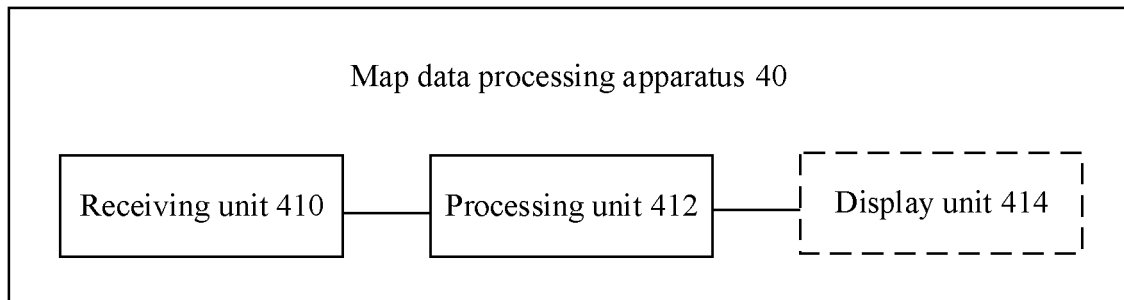 Map data processing apparatus 40
Receiving unit 410
Processing unit 412
Display unit 414